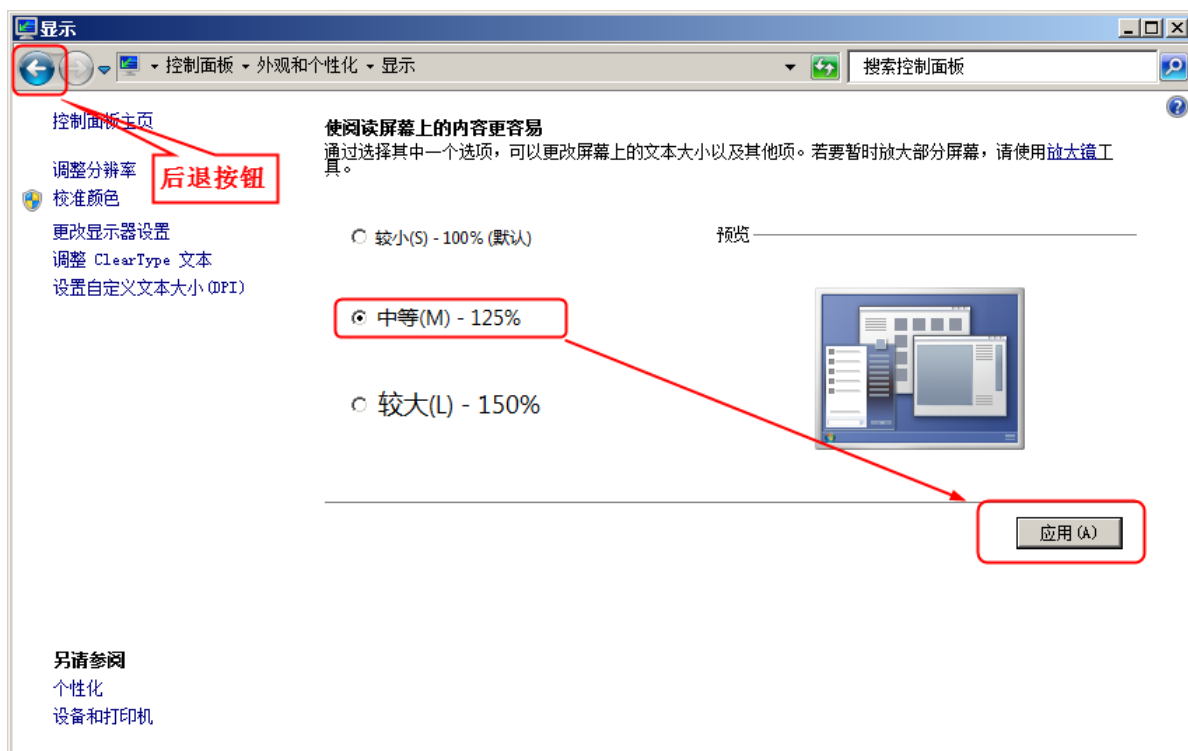 显示
控制面板 外观和个性化 显示
搜索控制面板
控制面板主页
调整分辨率
校准颜色
更改显示器设置
调整 ClearType 文本
设置自定义文本大小(DPI)
后退按钮
使阅读屏幕上的内容更容易
通过选择其中一个选项，可以更改屏幕上的文本大小以及其他项。若要暂时放大部分屏幕，请使用放大镜工
具。
较小(S) - 100% (默认)
预览
中等(M) - 125%
较大(L) - 150%
应用(A)
另请参阅
个性化
设备和打印机